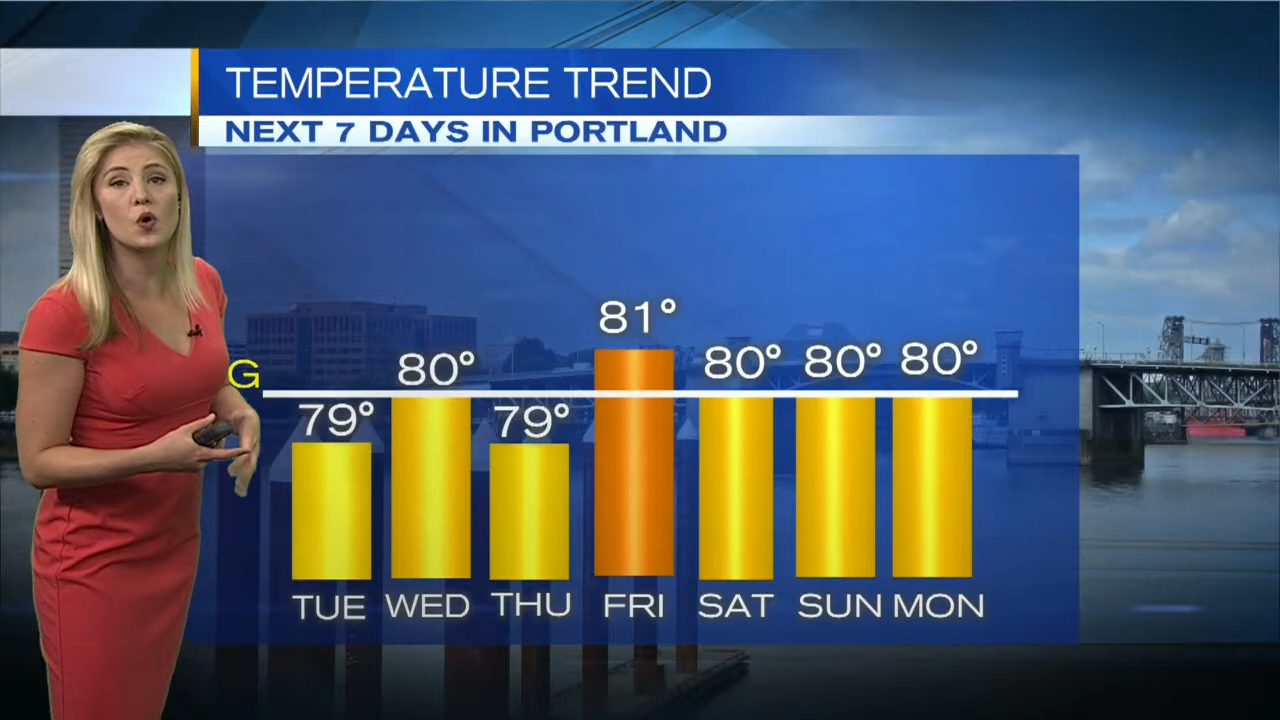 TEMPERATURE TREND
NEXT 7 DAYS IN PORTLAND
81°
80° 80° 80° 80°
G
79° 79°
TUE WED THU FRI SAT SUN MON